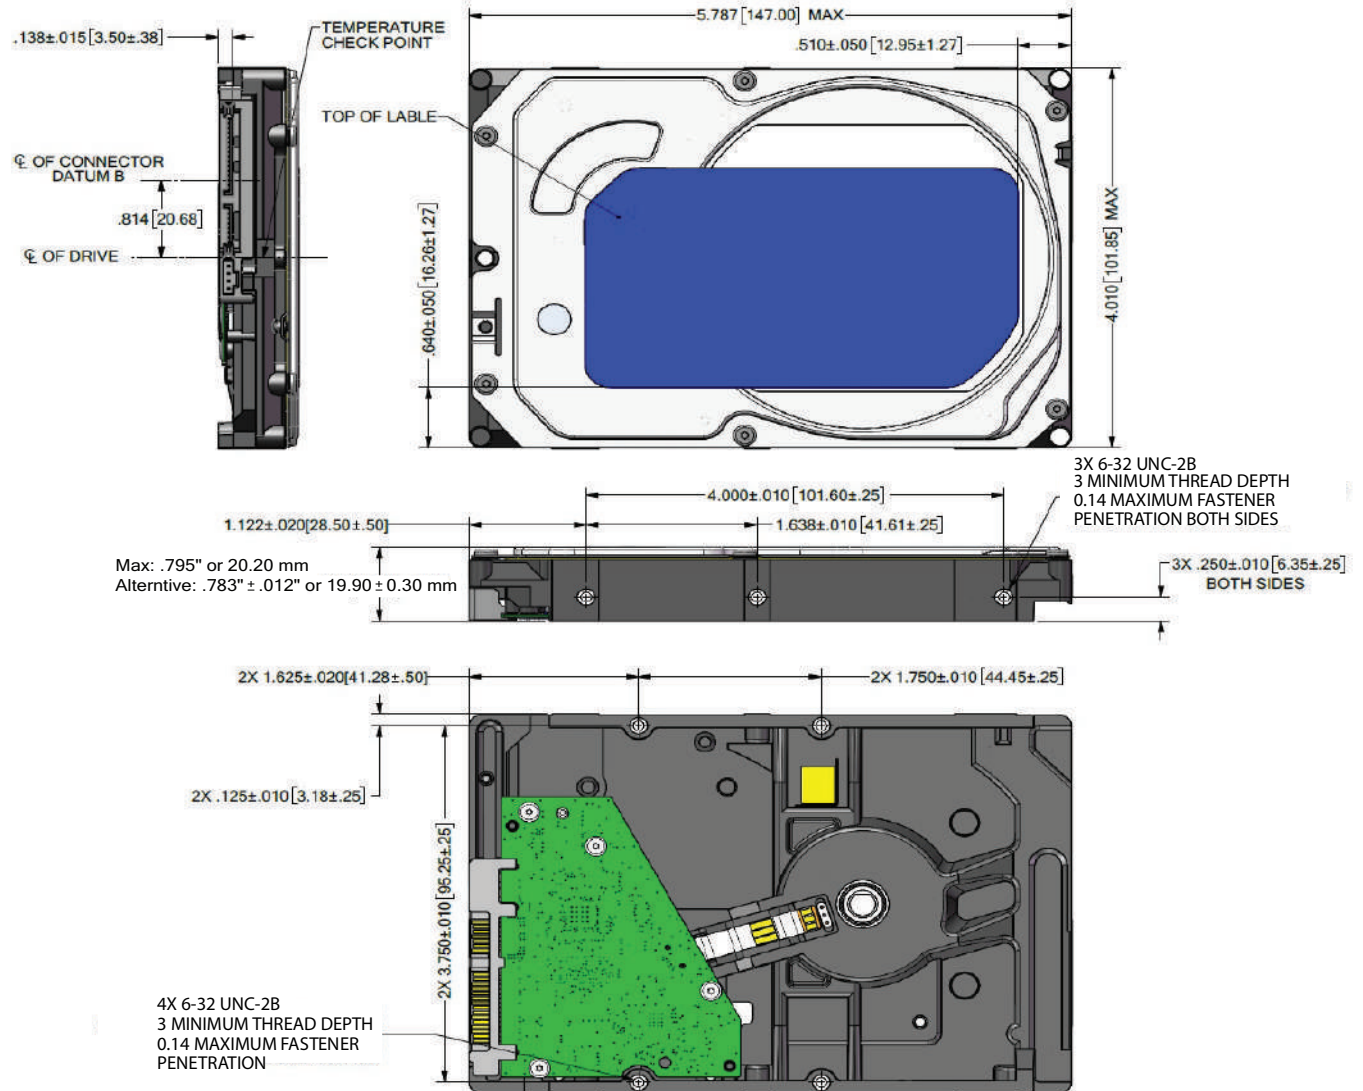 5.787 [147.00] MAX
.138±.015 [3.50±.38]
TEMPERATURE
CHECK POINT
.510±.050 [12.95±1.27]
TOP OF LABLE
℄ OF CONNECTOR
DATUM B
.814 [20.68]
℄ OF DRIVE
.640±.050 [16.26±1.27]
4.010 [101.85] MAX
3X 6-32 UNC-2B
3 MINIMUM THREAD DEPTH
0.14 MAXIMUM FASTENER
PENETRATION BOTH SIDES
4.000±.010 [101.60±.25]
1.122±.020[28.50±.50]
1.638±.010 [41.61±.25]
Max: .795" or 20.20 mm
Alterntive: .783" ± .012" or 19.90 ± 0.30 mm
3X .250±.010 [6.35±.25]
BOTH SIDES
2X 1.625±.020[41.28±.50]
2X 1.750±.010 [44.45±.25]
2X .125±.010 [3.18±.25]
2X 3.750±.010 [95.25±.25]
4X 6-32 UNC-2B
3 MINIMUM THREAD DEPTH
0.14 MAXIMUM FASTENER
PENETRATION